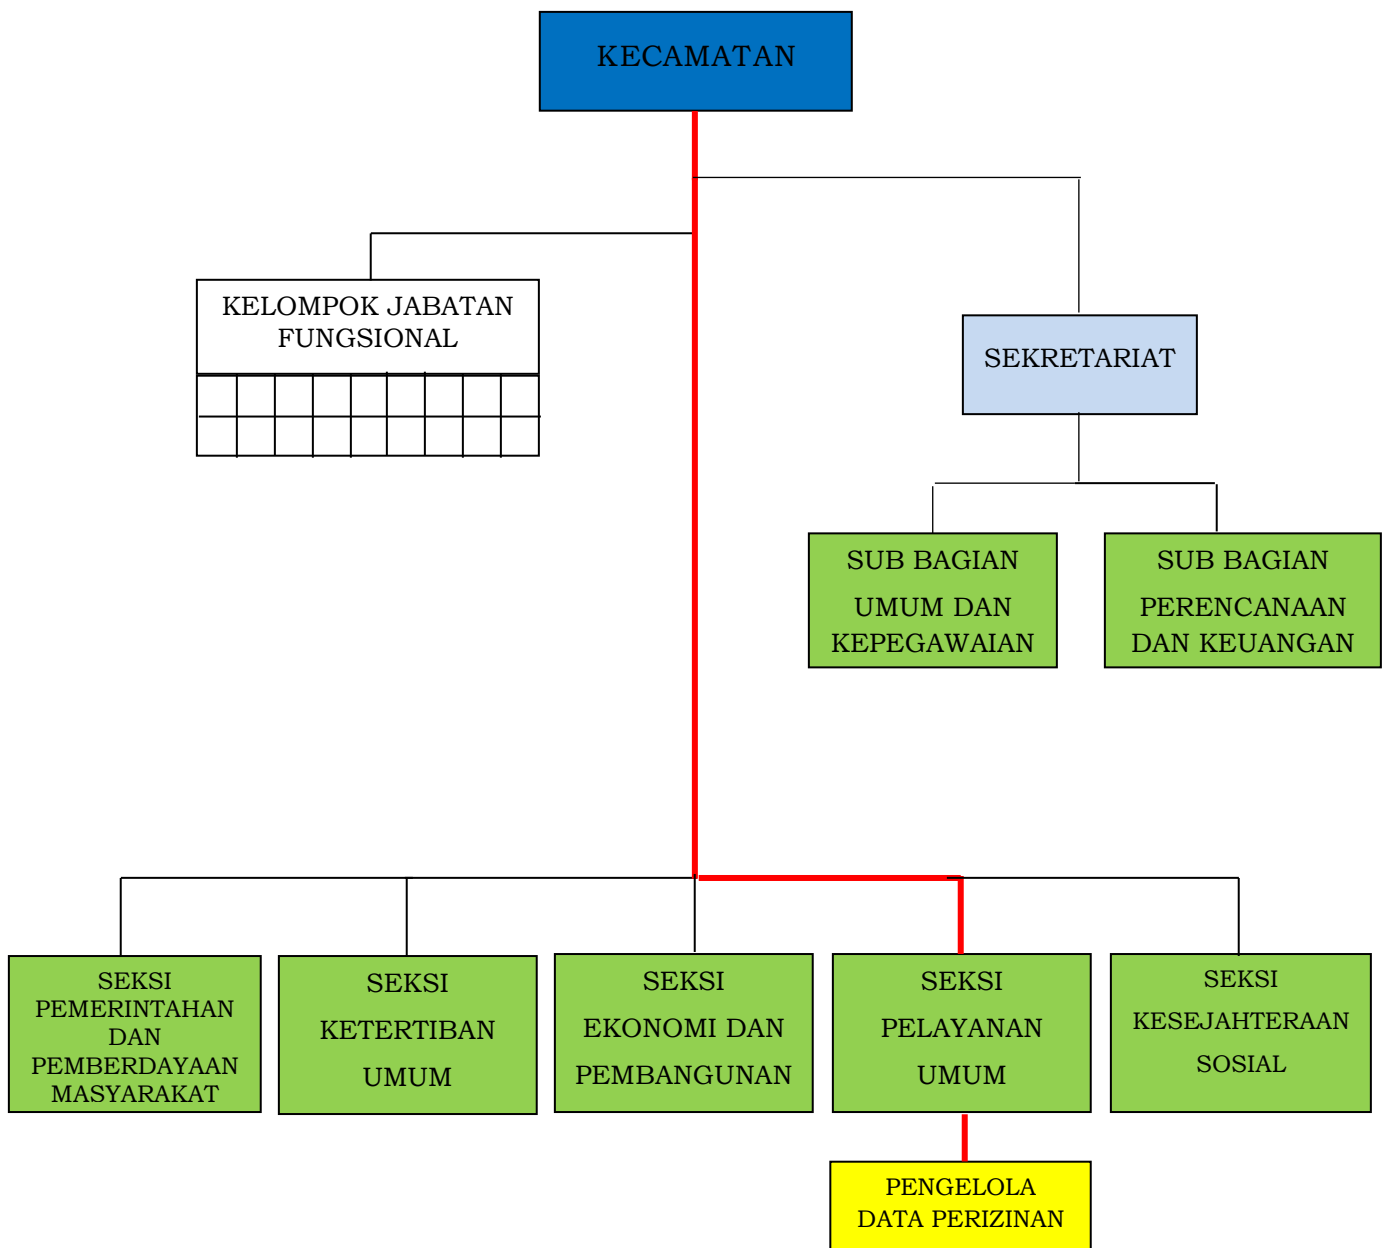 KECAMATAN
KELOMPOK JABATAN
FUNGSIONAL
SEKRETARIAT
SUB BAGIAN
UMUM DAN
KEPEGAWAIAN
SUB BAGIAN
PERENCANAAN
DAN KEUANGAN
SEKSI
PEMERINTAHAN
DAN
PEMBERDAYAAN
MASYARAKAT
SEKSI
KETERTIBAN
UMUM
SEKSI
EKONOMI DAN
PEMBANGUNAN
SEKSI
PELAYANAN
UMUM
SEKSI
KESEJAHTERAAN
SOSIAL
PENGELOLA
DATA PERIZINAN